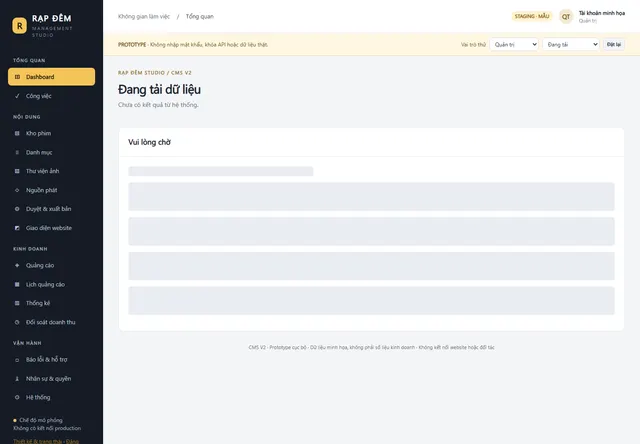 R
RẠP ĐÊM
MANAGEMENT
STUDIO
TỔNG QUAN
Dashboard
Công việc
NỘI DUNG
Kho phim
Danh mục
Thư viện ảnh
Nguồn phát
Duyệt & xuất bản
Giao diện website
KINH DOANH
Quảng cáo
Lịch quảng cáo
Thống kê
Đối soát doanh thu
VẬN HÀNH
Báo lỗi & hỗ trợ
Nhân sự & quyền
Hệ thống
Chế độ mô phỏng
Không có kết nối production
Không gian làm việc / Tổng quan
STAGING · MẪU
QT
Tài khoản minh họa
Quản trị
PROTOTYPE · Không nhập mật khẩu, khóa API hoặc dữ liệu thật.
Vai trò thử
Quản trị
Đang tải
Đặt lại
RẠP ĐÊM STUDIO / CMS V2
Đang tải dữ liệu
Chưa có kết quả từ hệ thống.
Vui lòng chờ
CMS V2 · Prototype cục bộ · Dữ liệu minh họa, không phải số liệu kinh doanh · Không kết nối website hoặc đối tác